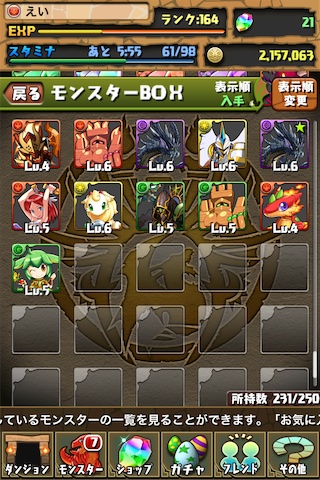 えい
ランク:164
21
EXP
スタミナ
あと 5:55
61/98
2,157,063
戻る
モンスターBOX
表示順
入手
表示順
変更
Lv.4 Lv.5 Lv.6 Lv.6 Lv.6
Lv.5 Lv.5 Lv.5 Lv.5 Lv.5
Lv.5
所持数 231/250
しているモンスターの一覧を見ることができます。「お気に入
7
ダンジョン モンスター ショップ ガチャ フレンド その他